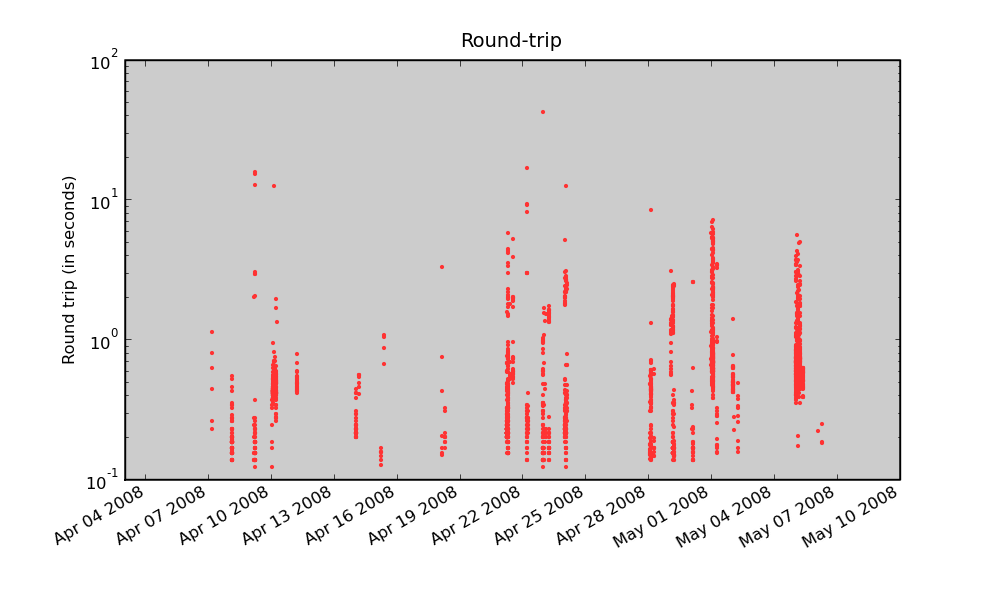 Round-trip
Round trip (in seconds)
10^2
10^1
10^0
10^-1
Apr 04 2008
Apr 07 2008
Apr 10 2008
Apr 13 2008
Apr 16 2008
Apr 19 2008
Apr 22 2008
Apr 25 2008
Apr 28 2008
May 01 2008
May 04 2008
May 07 2008
May 10 2008